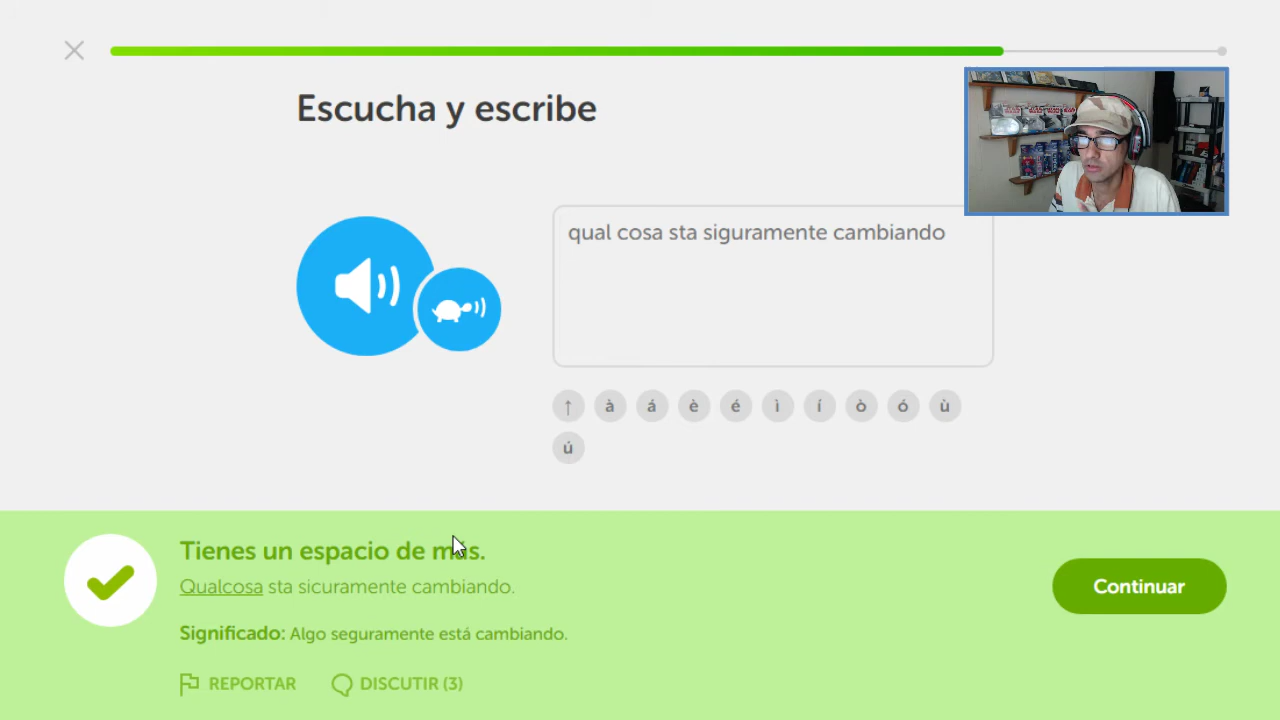 Escucha y escribe
qual cosa sta siguramente cambiando
↑ à á è é ì í ò ó ù
ú
Tienes un espacio de más.
Qualcosa sta sicuramente cambiando.
Significado: Algo seguramente está cambiando.
Continuar
REPORTAR DISCUTIR (3)